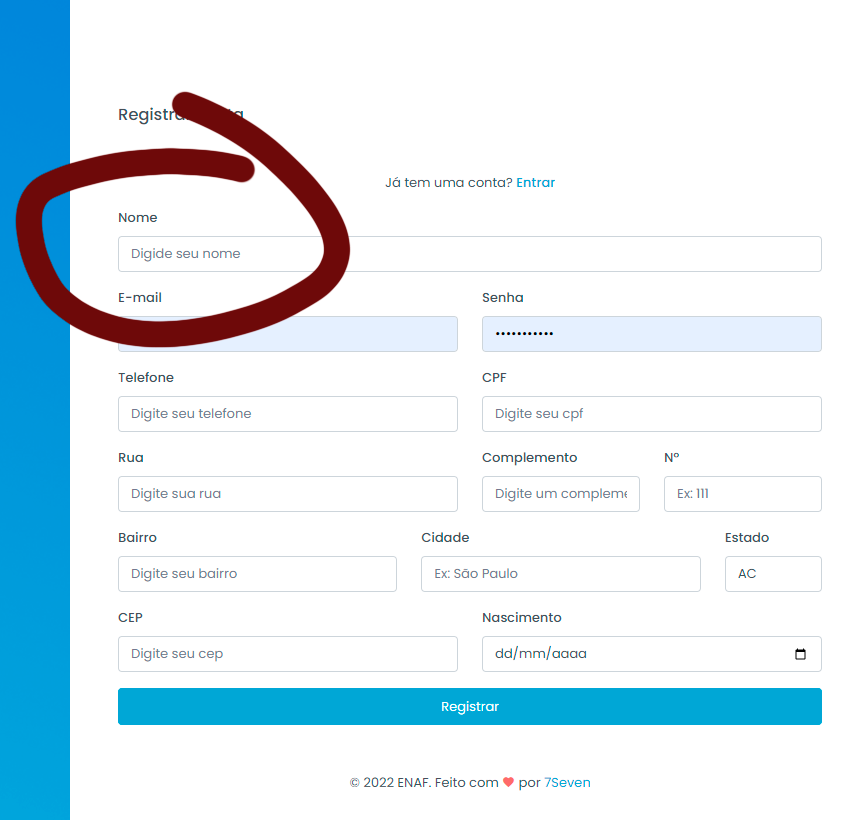 Já tem uma conta? Entrar
Nome
Digide seu nome
E-mail Senha
•••••••••••
Telefone CPF
Digite seu telefone Digite seu cpf
Rua Complemento Nº
Digite sua rua Digite um compleme Ex: 111
Bairro Cidade Estado
Digite seu bairro Ex: São Paulo AC
CEP Nascimento
Digite seu cep dd/mm/aaaa
Registrar
© 2022 ENAF. Feito com ❤ por 7Seven